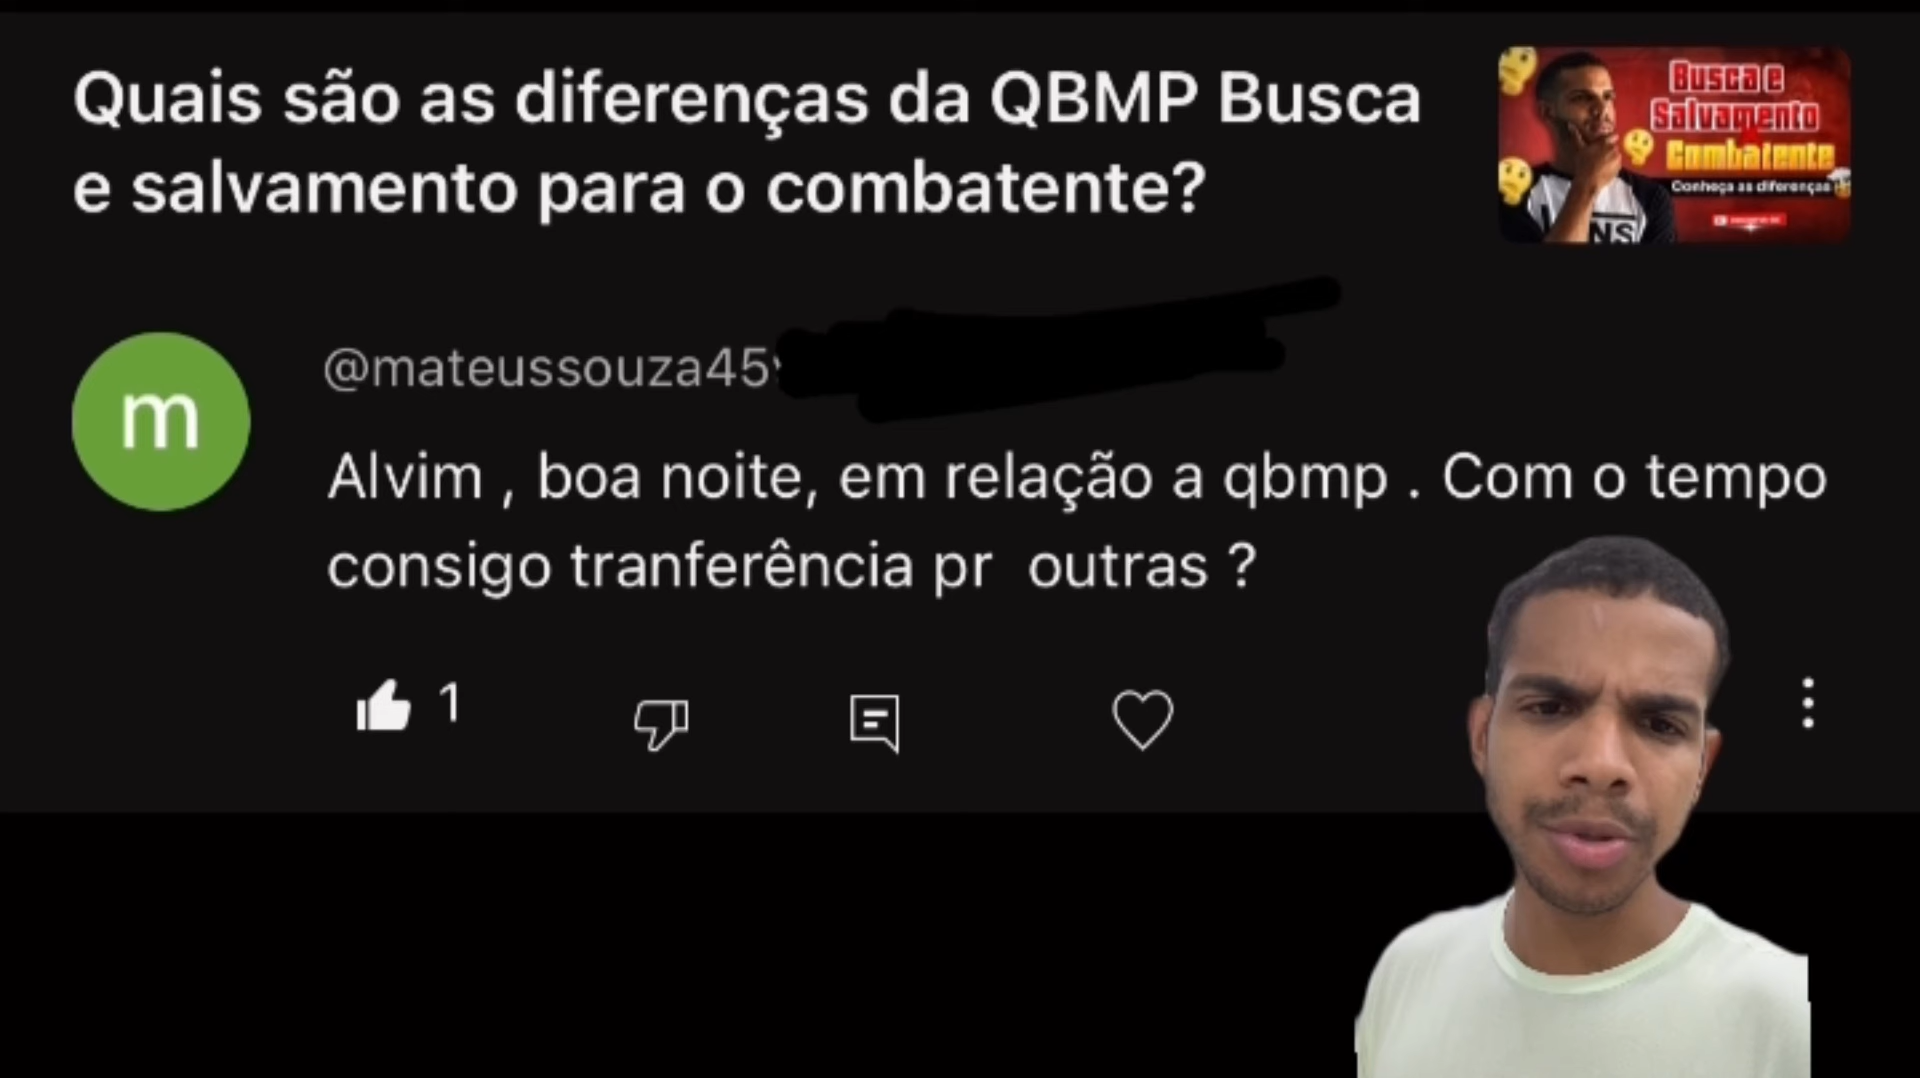 Quais são as diferenças da QBMP Busca
e salvamento para o combatente?
Busca e
Salvamento
Combatente
Conheça as diferenças
NS
@mateussouza45
Alvim , boa noite, em relação a qbmp . Com o tempo
consigo tranferência pr  outras ?
1
m